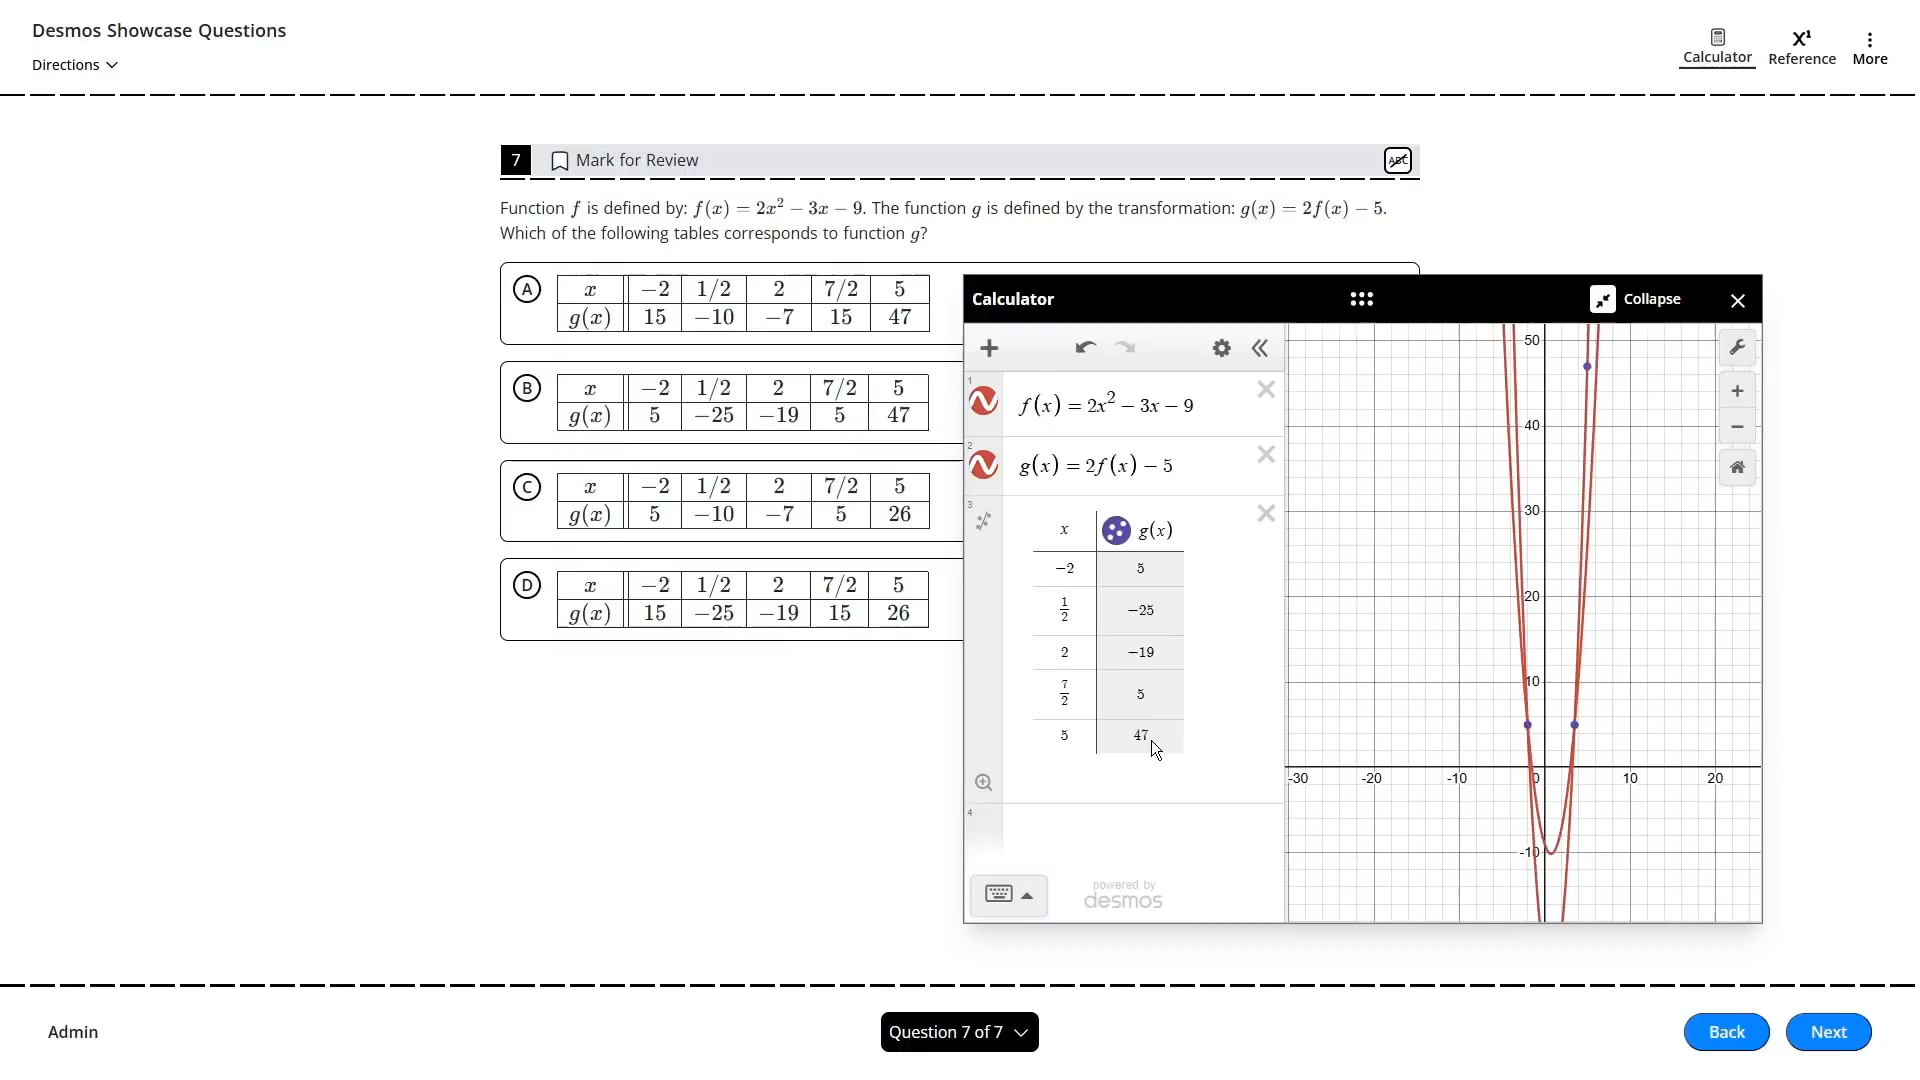 Desmos Showcase Questions
Directions
Calculator
Reference
More
7 Mark for Review ABC
Function f is defined by: f(x) = 2x² − 3x − 9. The function g is defined by the transformation: g(x) = 2f(x) − 5.
Which of the following tables corresponds to function g?
A
x −2 1/2 2 7/2 5
g(x) 15 −10 −7 15 47
B
x −2 1/2 2 7/2 5
g(x) 5 −25 −19 5 47
C
x −2 1/2 2 7/2 5
g(x) 5 −10 −7 5 26
D
x −2 1/2 2 7/2 5
g(x) 15 −25 −19 15 26
Calculator
Collapse
1
f(x) = 2x² − 3x − 9
2
g(x) = 2f(x) − 5
3
x g(x)
−2 5
1/2 −25
2 −19
7/2 5
5 47
4
powered by
desmos
50
40
30
20
10
-30 -20 -10 0 10 20
-10
Admin
Question 7 of 7
Back
Next